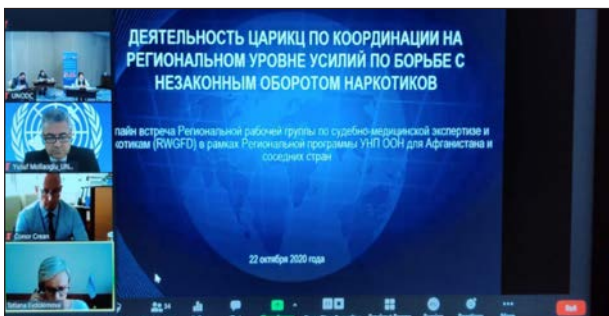 ДЕЯТЕЛЬНОСТЬ ЦАРИКЦ ПО КООРДИНАЦИИ НА
РЕГИОНАЛЬНОМ УРОВНЕ УСИЛИЙ ПО БОРЬБЕ С
НЕЗАКОННЫМ ОБОРОТОМ НАРКОТИКОВ
лайн встреча Региональной рабочей группы по судебно-медицинской экспертизе и
котикам (RWGFD) в рамках Региональной программы УНП ООН для Афганистана и
соседних стран
22 октября 2020 года
UNODC
Conor Crean
34